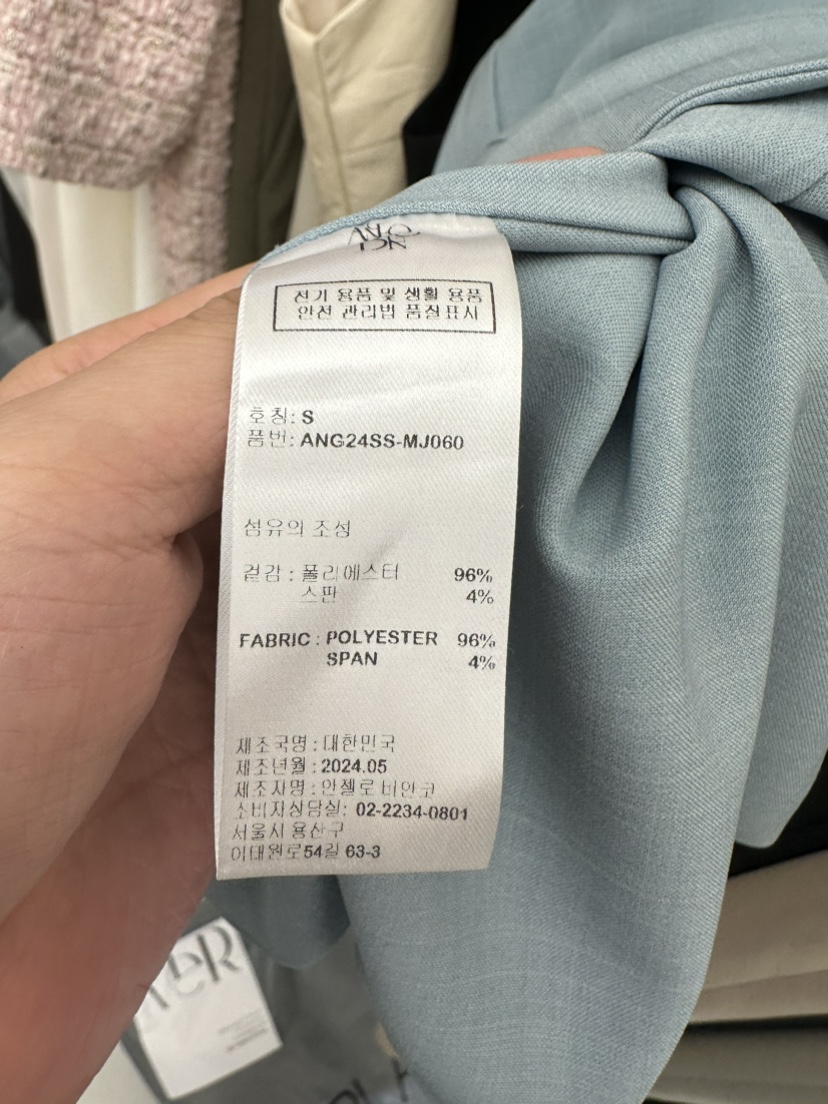 전기 용품 및 생활 용품
안전 관리법 품질표시
호칭: S
품번: ANG24SS-MJ060
섬유의 조성
겉감 : 폴리에스터 96%
스판 4%
FABRIC : POLYESTER 96%
SPAN 4%
제조국명 : 대한민국
제조년월 : 2024.05
제조자명 : 안젤로 비안코
소비자상담실: 02-2234-0801
서울시 용산구
이태원로54길 63-3